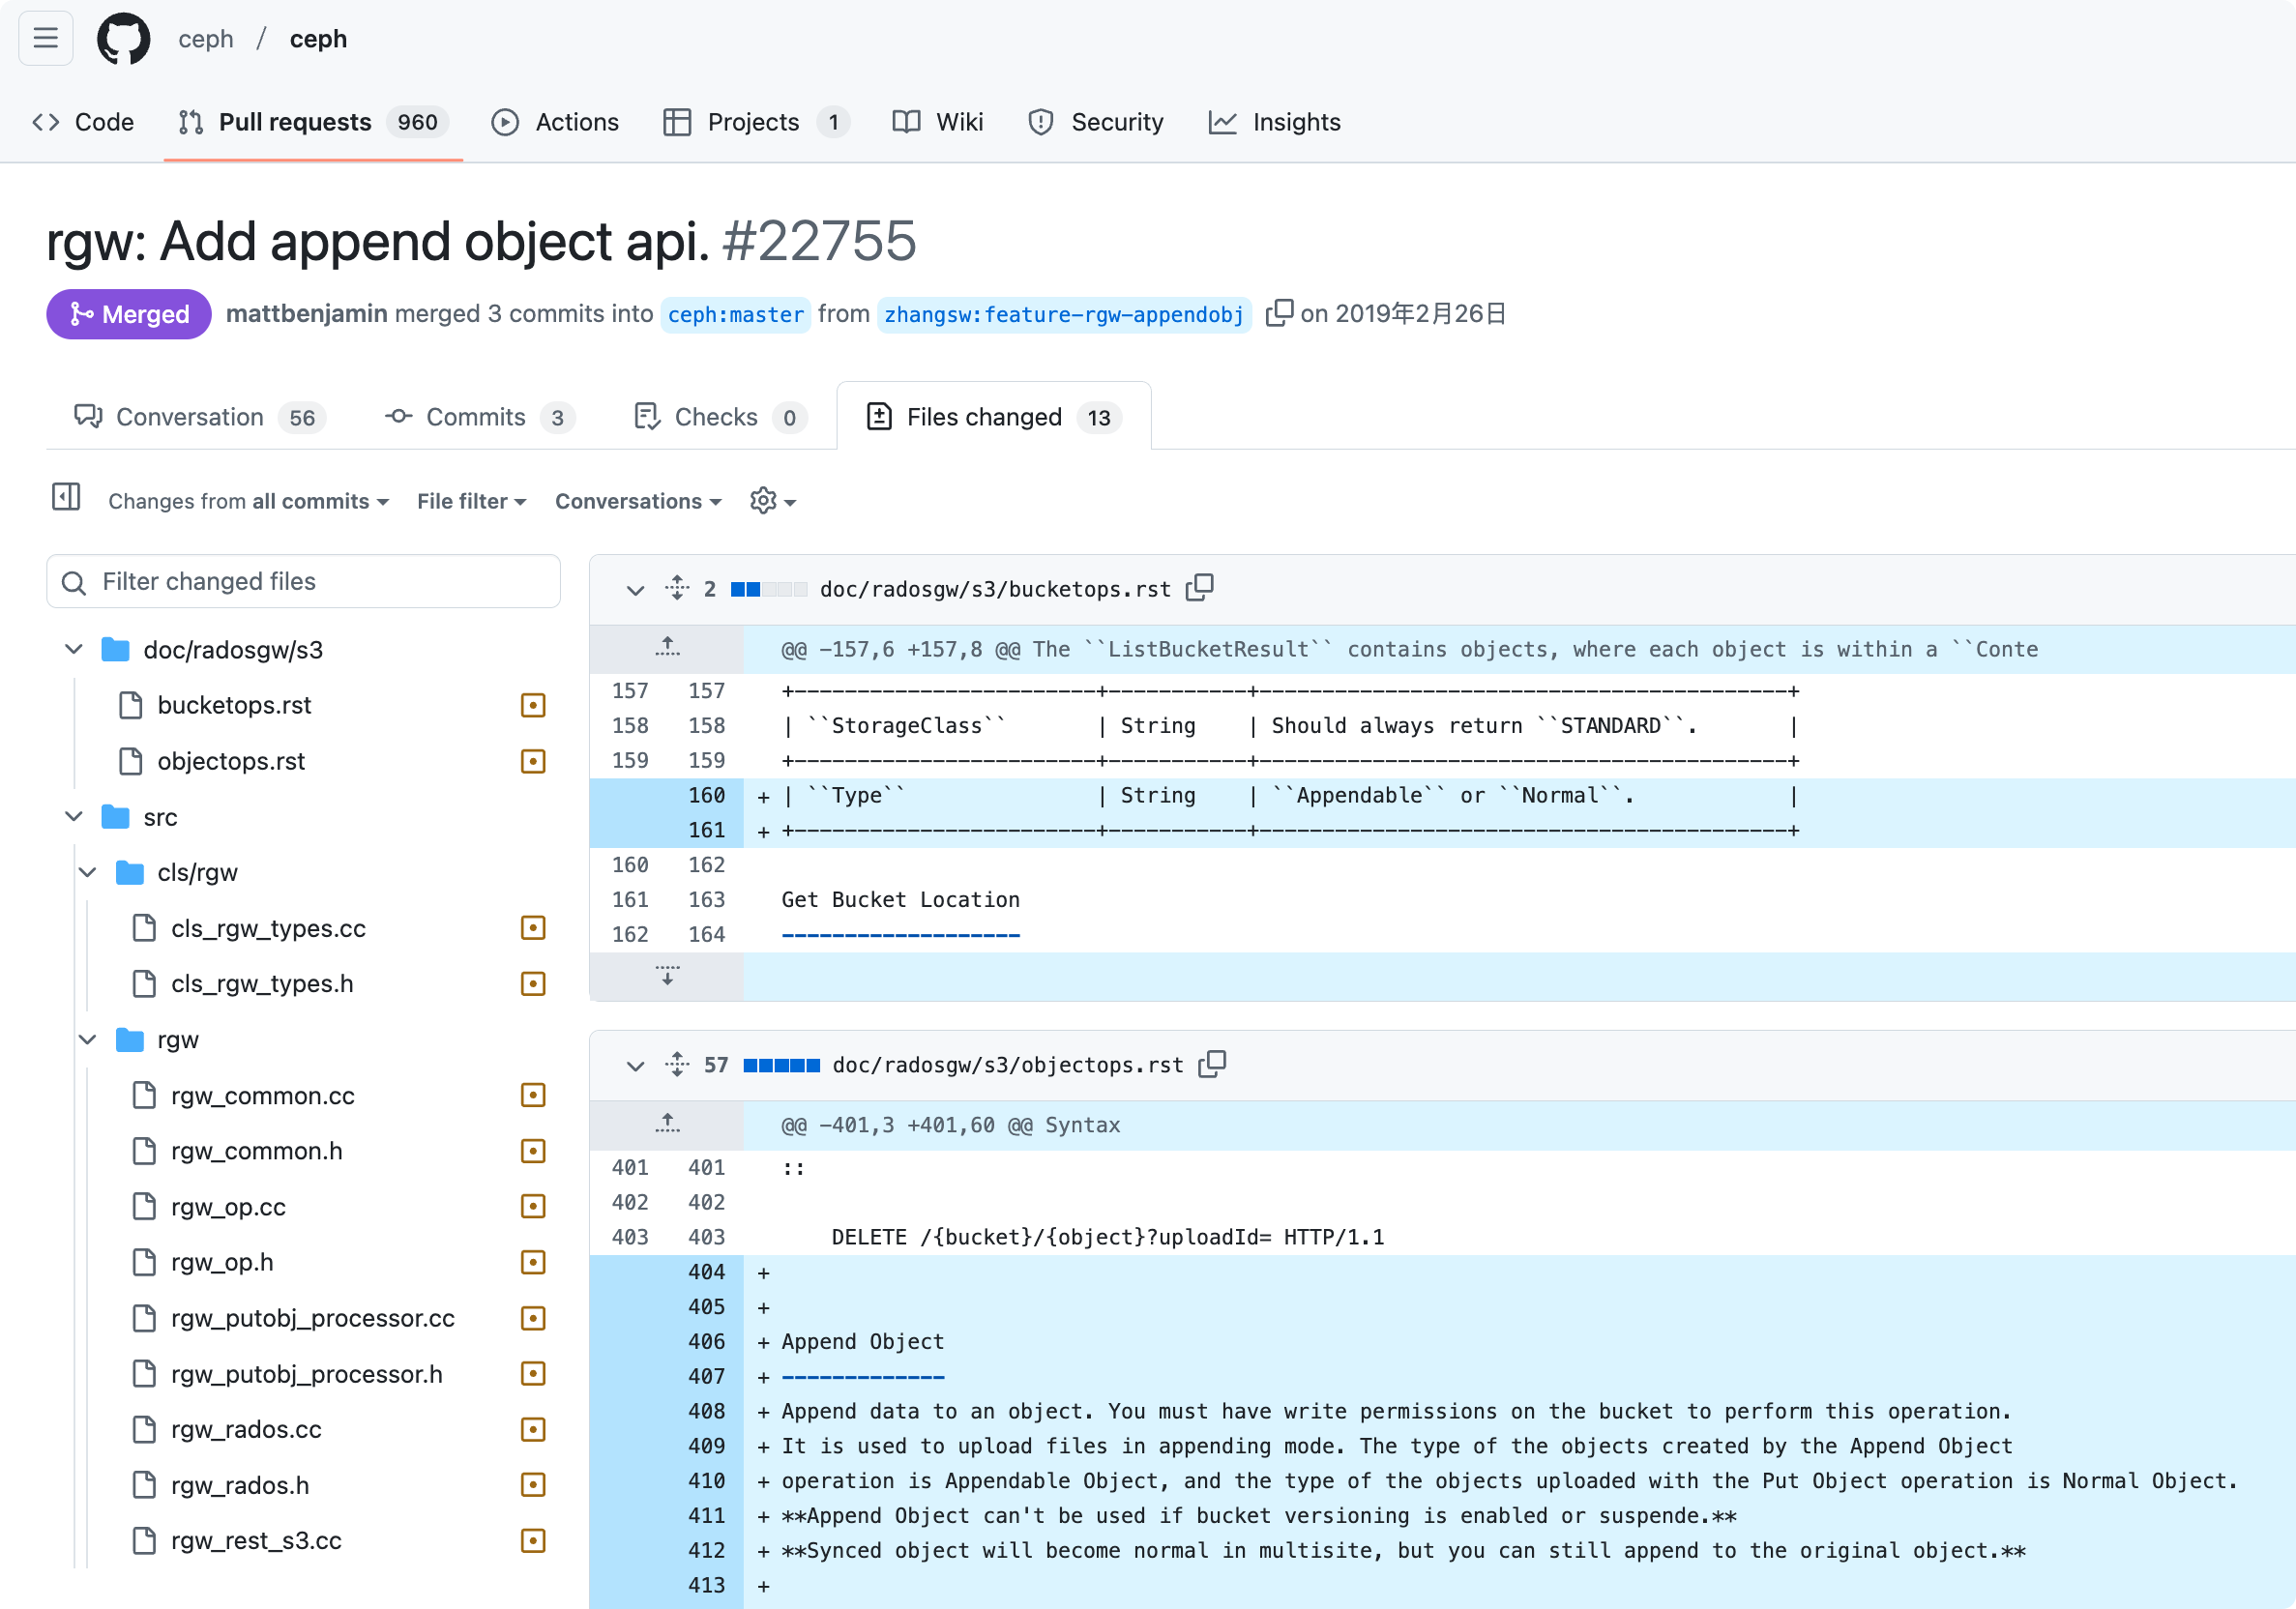 ceph / ceph
Code Pull requests 960 Actions Projects 1 Wiki Security Insights
rgw: Add append object api. #22755
Merged mattbenjamin merged 3 commits into ceph:master from zhangsw:feature-rgw-appendobj on 2019年2月26日
Conversation 56 Commits 3 Checks 0 Files changed 13
Changes from all commits File filter Conversations
Filter changed files
doc/radosgw/s3
bucketops.rst
objectops.rst
src
cls/rgw
cls_rgw_types.cc
cls_rgw_types.h
rgw
rgw_common.cc
rgw_common.h
rgw_op.cc
rgw_op.h
rgw_putobj_processor.cc
rgw_putobj_processor.h
rgw_rados.cc
rgw_rados.h
rgw_rest_s3.cc
2 doc/radosgw/s3/bucketops.rst
@@ -157,6 +157,8 @@ The ``ListBucketResult`` contains objects, where each object is within a ``Conte
157 157 +------------------------+-----------+------------------------------------------+
158 158 | ``StorageClass`` | String | Should always return ``STANDARD``. |
159 159 +------------------------+-----------+------------------------------------------+
160 + | ``Type`` | String | ``Appendable`` or ``Normal``. |
161 + +------------------------+-----------+------------------------------------------+
160 162
161 163 Get Bucket Location
162 164 -------------------
57 doc/radosgw/s3/objectops.rst
@@ -401,3 +401,60 @@ Syntax
401 401 ::
402 402
403 403 DELETE /{bucket}/{object}?uploadId= HTTP/1.1
404 +
405 +
406 + Append Object
407 + -------------
408 + Append data to an object. You must have write permissions on the bucket to perform this operation.
409 + It is used to upload files in appending mode. The type of the objects created by the Append Object
410 + operation is Appendable Object, and the type of the objects uploaded with the Put Object operation is Normal Object.
411 + **Append Object can't be used if bucket versioning is enabled or suspende.**
412 + **Synced object will become normal in multisite, but you can still append to the original object.**
413 +